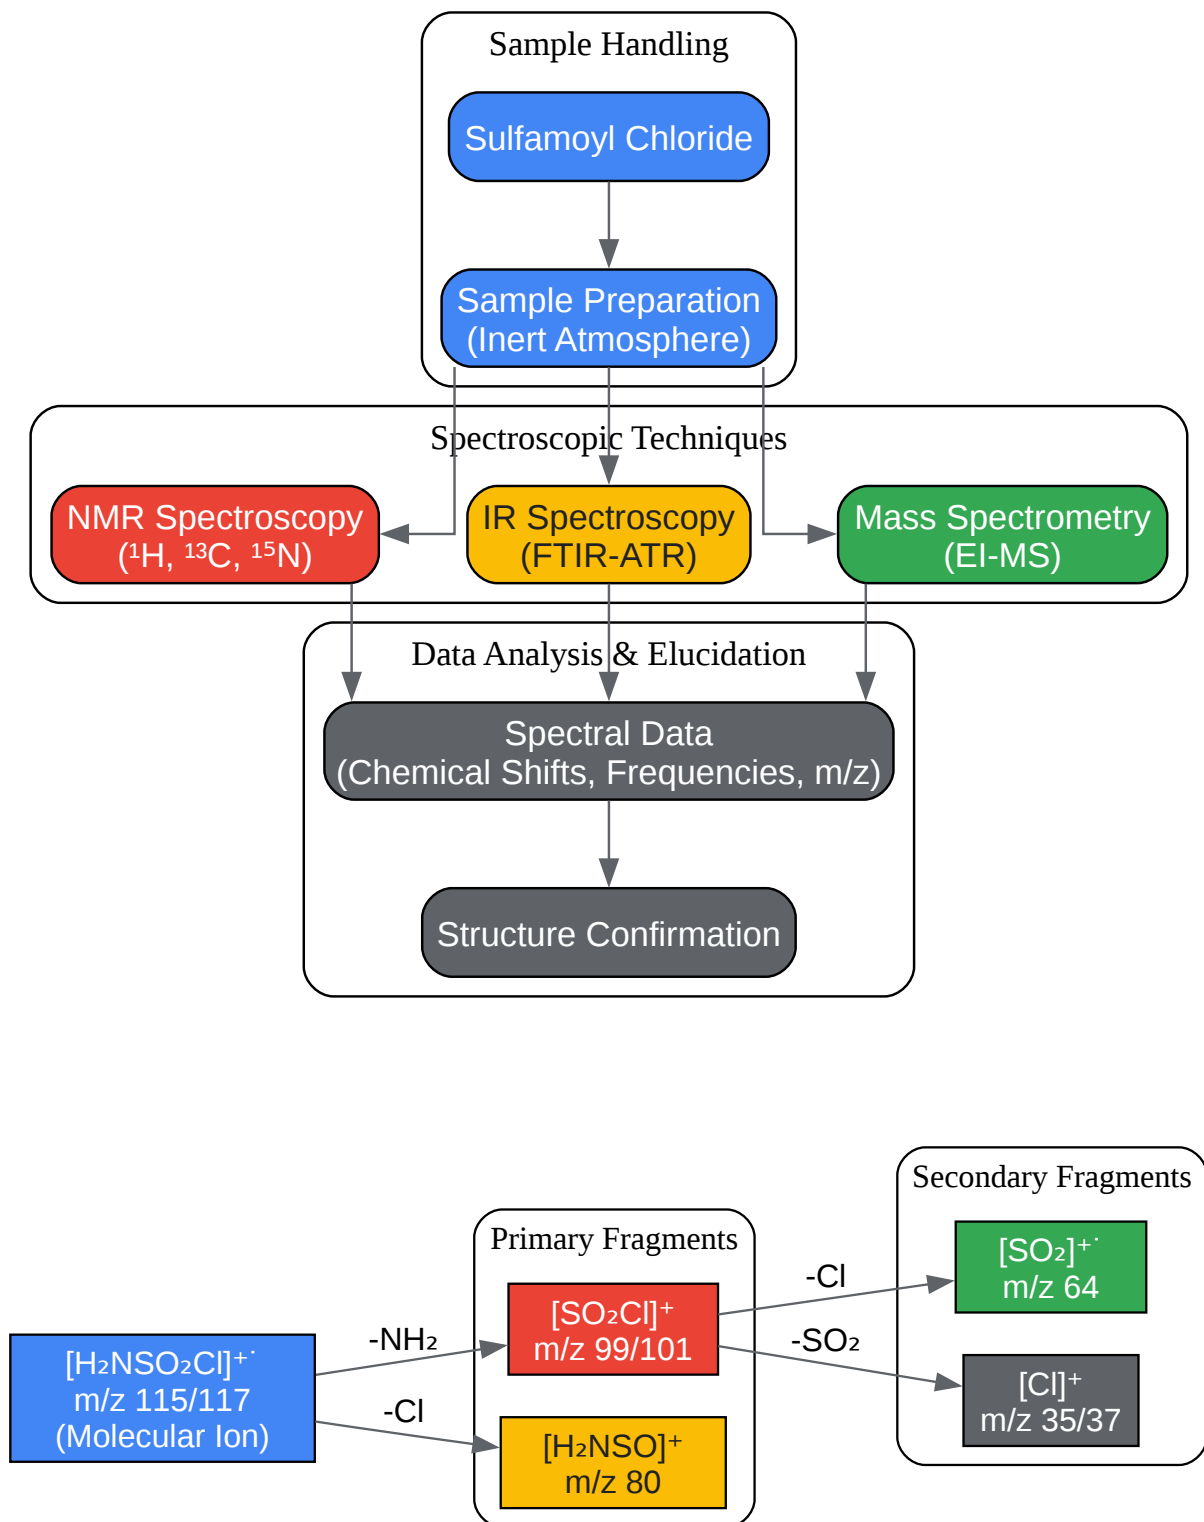 Sample Handling
Sulfamoyl Chloride
Sample Preparation
(Inert Atmosphere)
Spectroscopic Techniques
NMR Spectroscopy
(¹H, ¹³C, ¹⁵N)
IR Spectroscopy
(FTIR-ATR)
Mass Spectrometry
(EI-MS)
Data Analysis & Elucidation
Spectral Data
(Chemical Shifts, Frequencies, m/z)
Structure Confirmation
[H₂NSO₂Cl]⁺˙
m/z 115/117
(Molecular Ion)
-NH₂
-Cl
Primary Fragments
[SO₂Cl]⁺
m/z 99/101
[H₂NSO]⁺
m/z 80
-Cl
-SO₂
Secondary Fragments
[SO₂]⁺˙
m/z 64
[Cl]⁺
m/z 35/37